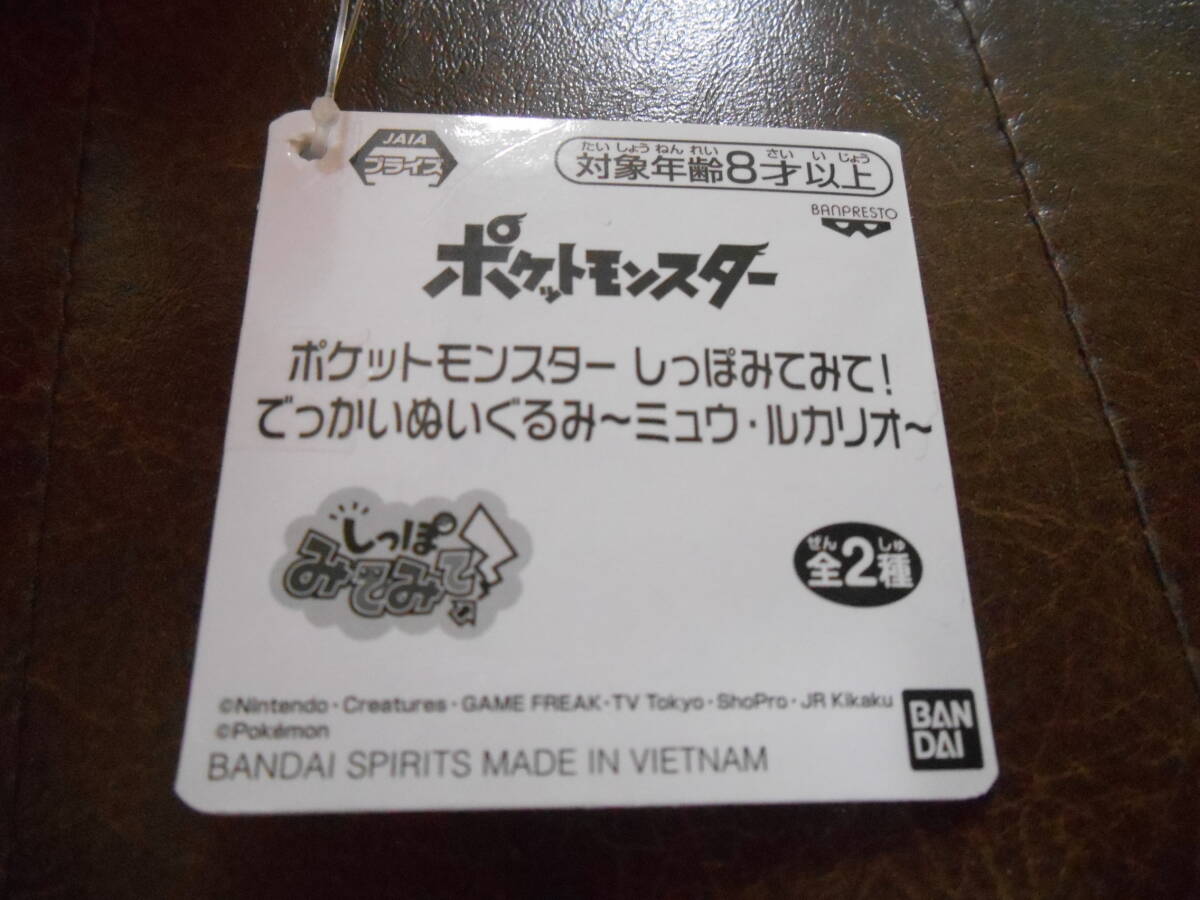 JAIA
プライズ
たいしょうねんれい さいいじょう
対象年齢8才以上
BANPRESTO
ポケットモンスター
ポケットモンスター しっぽみてみて!
でっかいぬいぐるみ〜ミュウ・ルカリオ〜
しっぽ
みてみて
ぜん しゅ
全2種
©Nintendo・Creatures・GAME FREAK・TV Tokyo・ShoPro・JR Kikaku
©Pokémon
BANDAI SPIRITS MADE IN VIETNAM
BAN
DAI